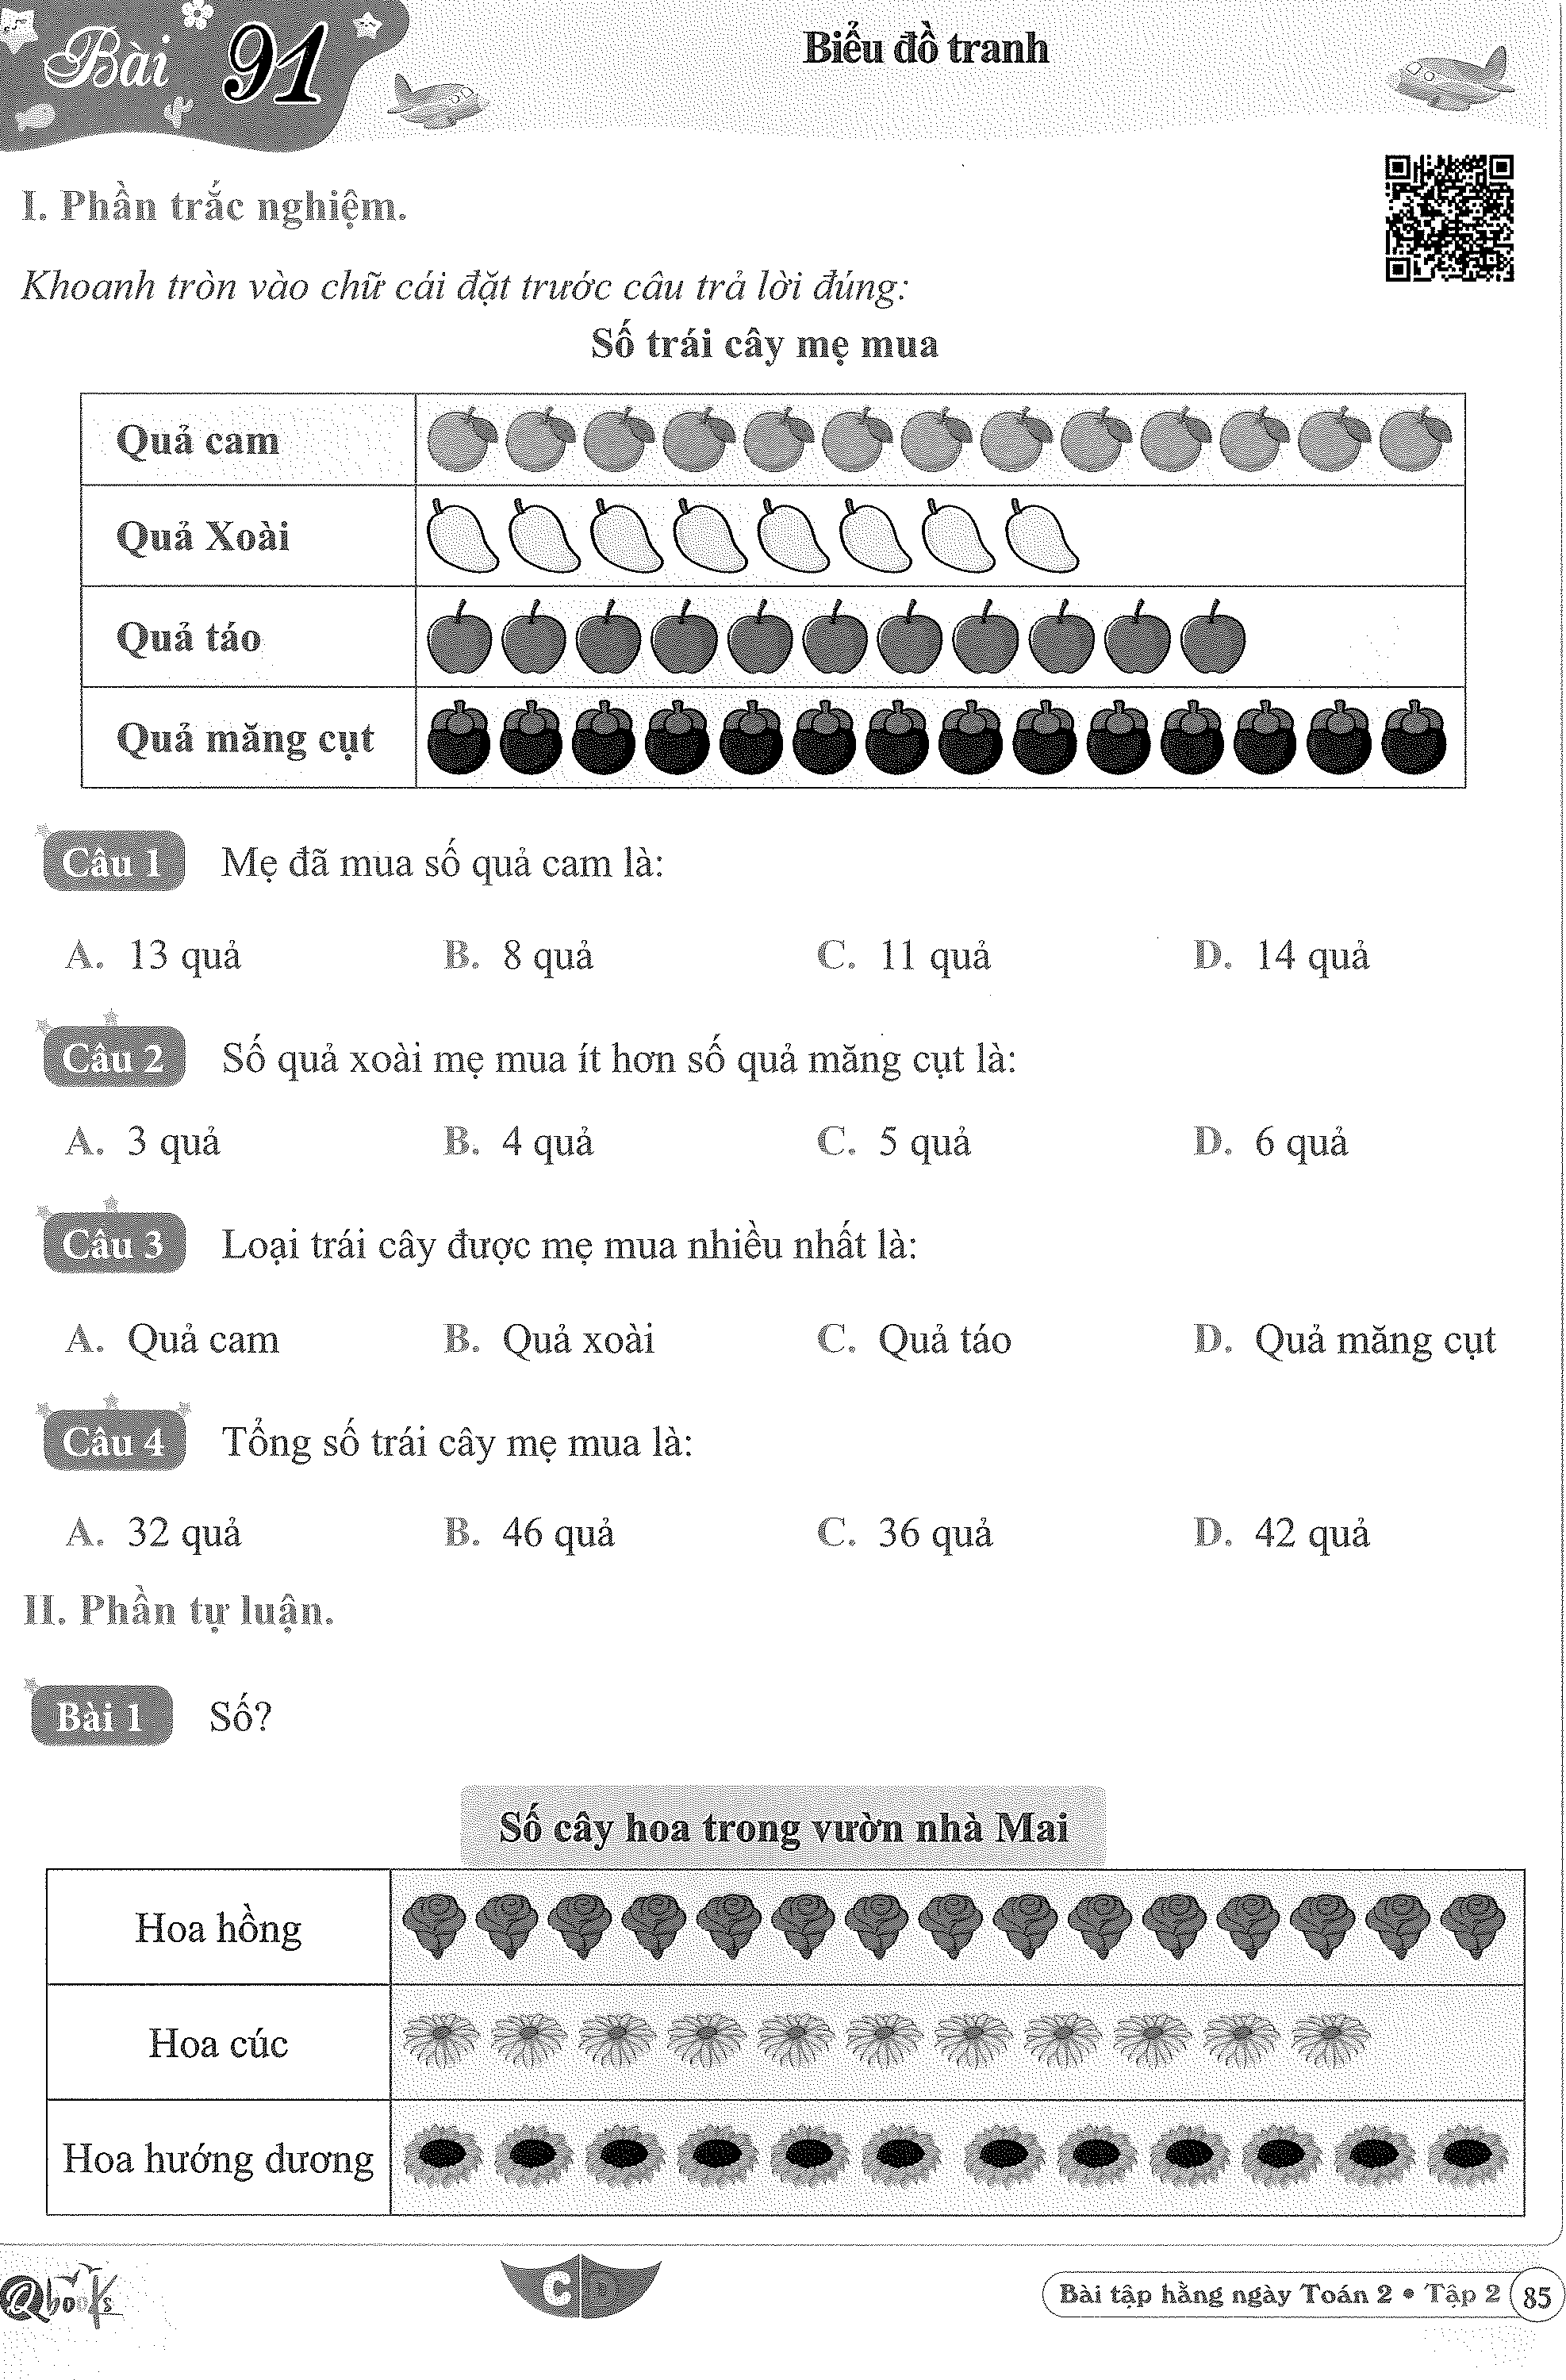 Bài 91
Biểu đồ tranh
I. Phần trắc nghiệm.
Khoanh tròn vào chữ cái đặt trước câu trả lời đúng:
Số trái cây mẹ mua
Quả cam
Quả Xoài
Quả táo
Quả măng cụt
Câu 1 Mẹ đã mua số quả cam là:
A. 13 quả B. 8 quả C. 11 quả D. 14 quả
Câu 2 Số quả xoài mẹ mua ít hơn số quả măng cụt là:
A. 3 quả B. 4 quả C. 5 quả D. 6 quả
Câu 3 Loại trái cây được mẹ mua nhiều nhất là:
A. Quả cam B. Quả xoài C. Quả táo D. Quả măng cụt
Câu 4 Tổng số trái cây mẹ mua là:
A. 32 quả B. 46 quả C. 36 quả D. 42 quả
II. Phần tự luận.
Bài 1 Số?
Số cây hoa trong vườn nhà Mai
Hoa hồng
Hoa cúc
Hoa hướng dương
Qbooks C D Bài tập hằng ngày Toán 2 • Tập 2 85